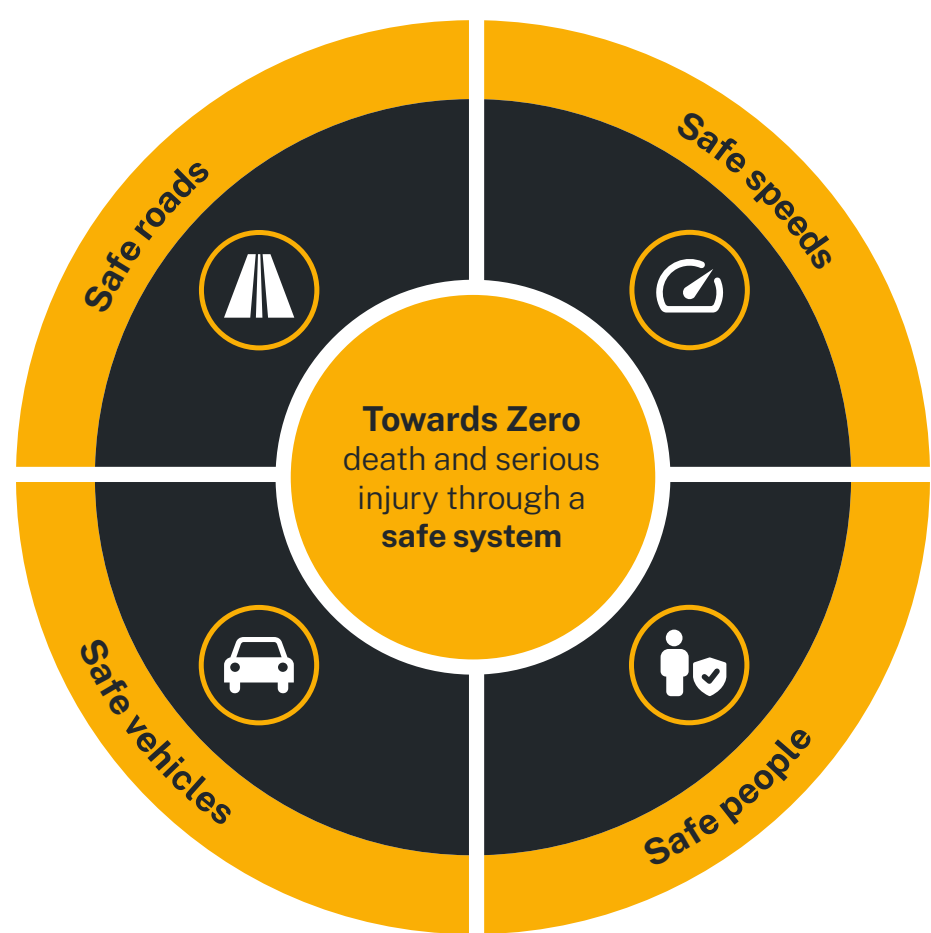 Safe roads
Safe speeds
Towards Zero
death and serious
injury through a
safe system
Safe vehicles
Safe people